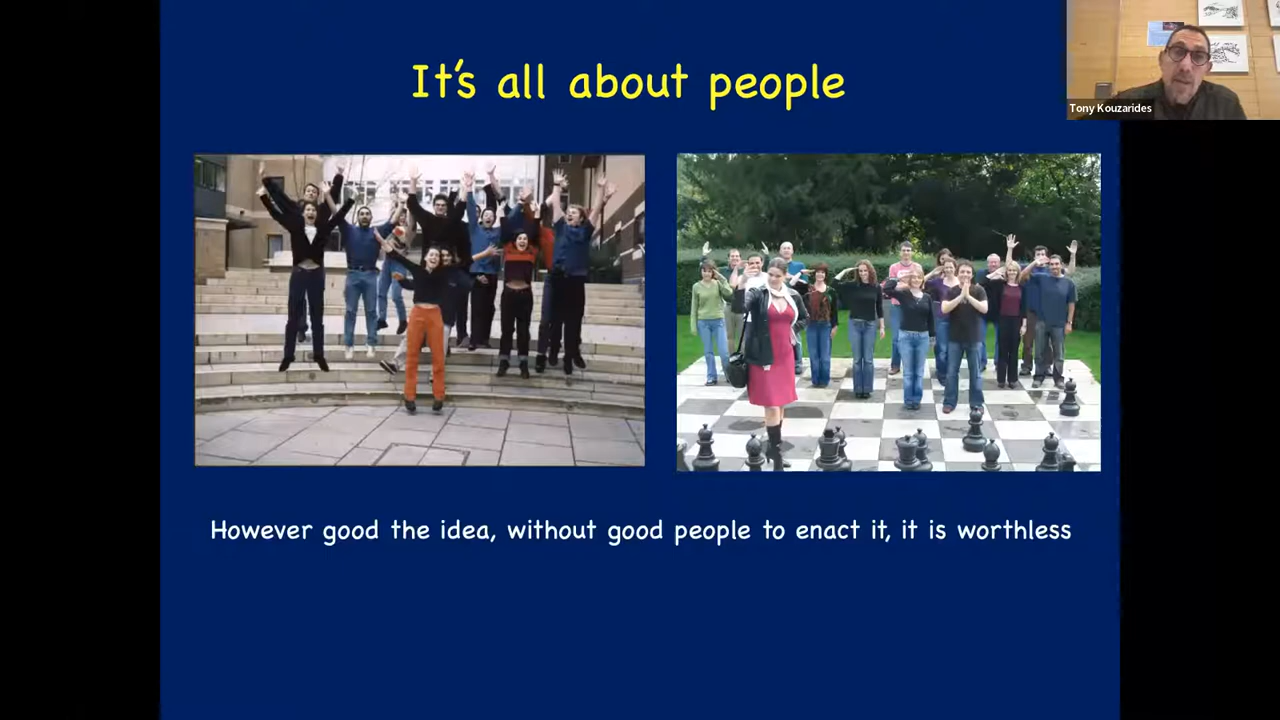 It's all about people
Tony Kouzarides
However good the idea, without good people to enact it, it is worthless